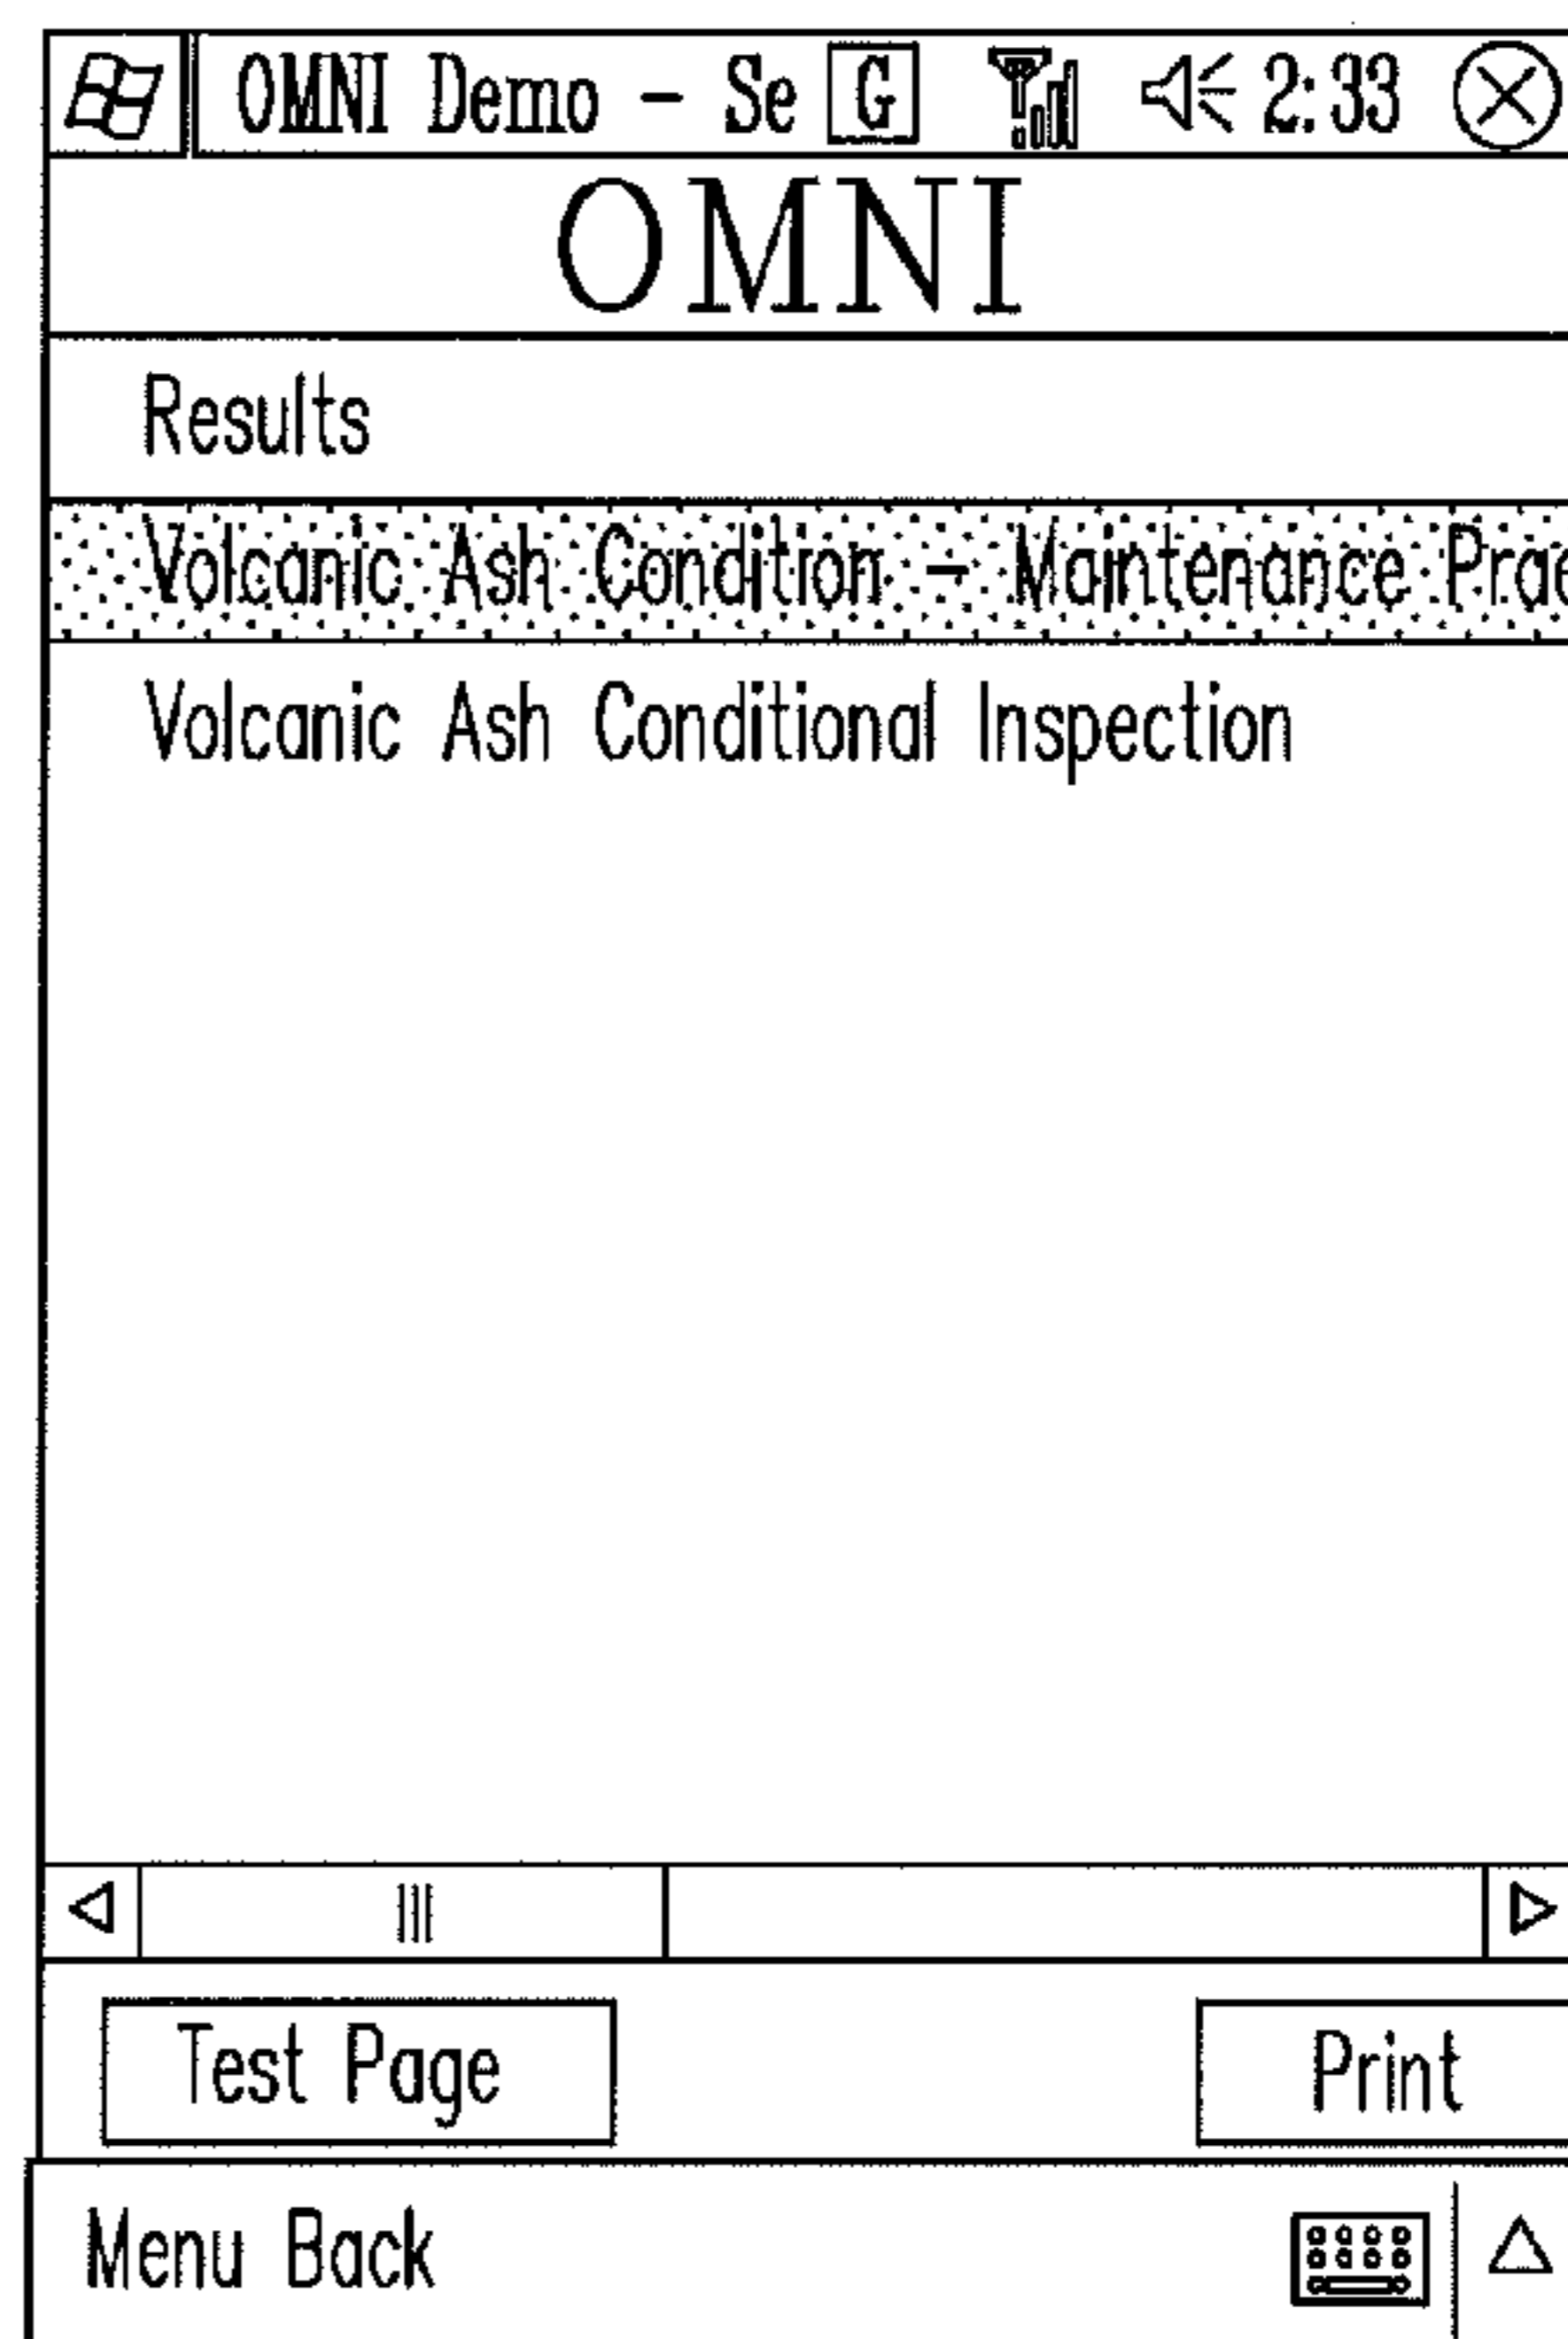 OMNI Demo - Se G 2:33
OMNI
Results
Volcanic Ash Condition - Maintenance Prac
Volcanic Ash Conditional Inspection
Test Page Print
Menu Back